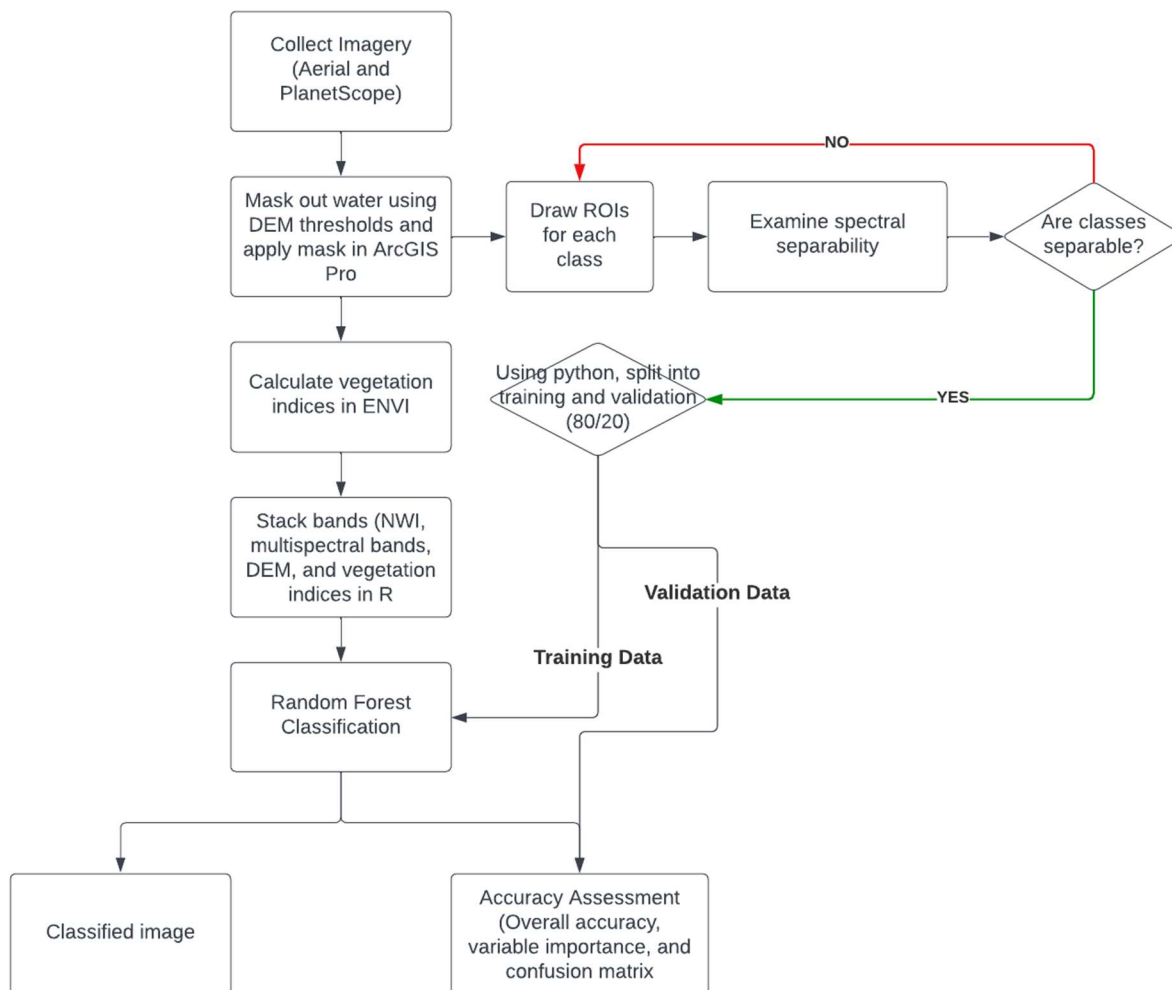 Collect Imagery
(Aerial and
PlanetScope)
NO
Mask out water using
DEM thresholds and
apply mask in ArcGIS
Pro
Draw ROIs
for each
class
Examine spectral
separability
Are classes
separable?
Calculate vegetation
indices in ENVI
Using python, split into
training and validation
(80/20)
YES
Stack bands (NWI,
multispectral bands,
DEM, and vegetation
indices in R
Validation Data
Training Data
Random Forest
Classification
Classified image
Accuracy Assessment
(Overall accuracy,
variable importance, and
confusion matrix